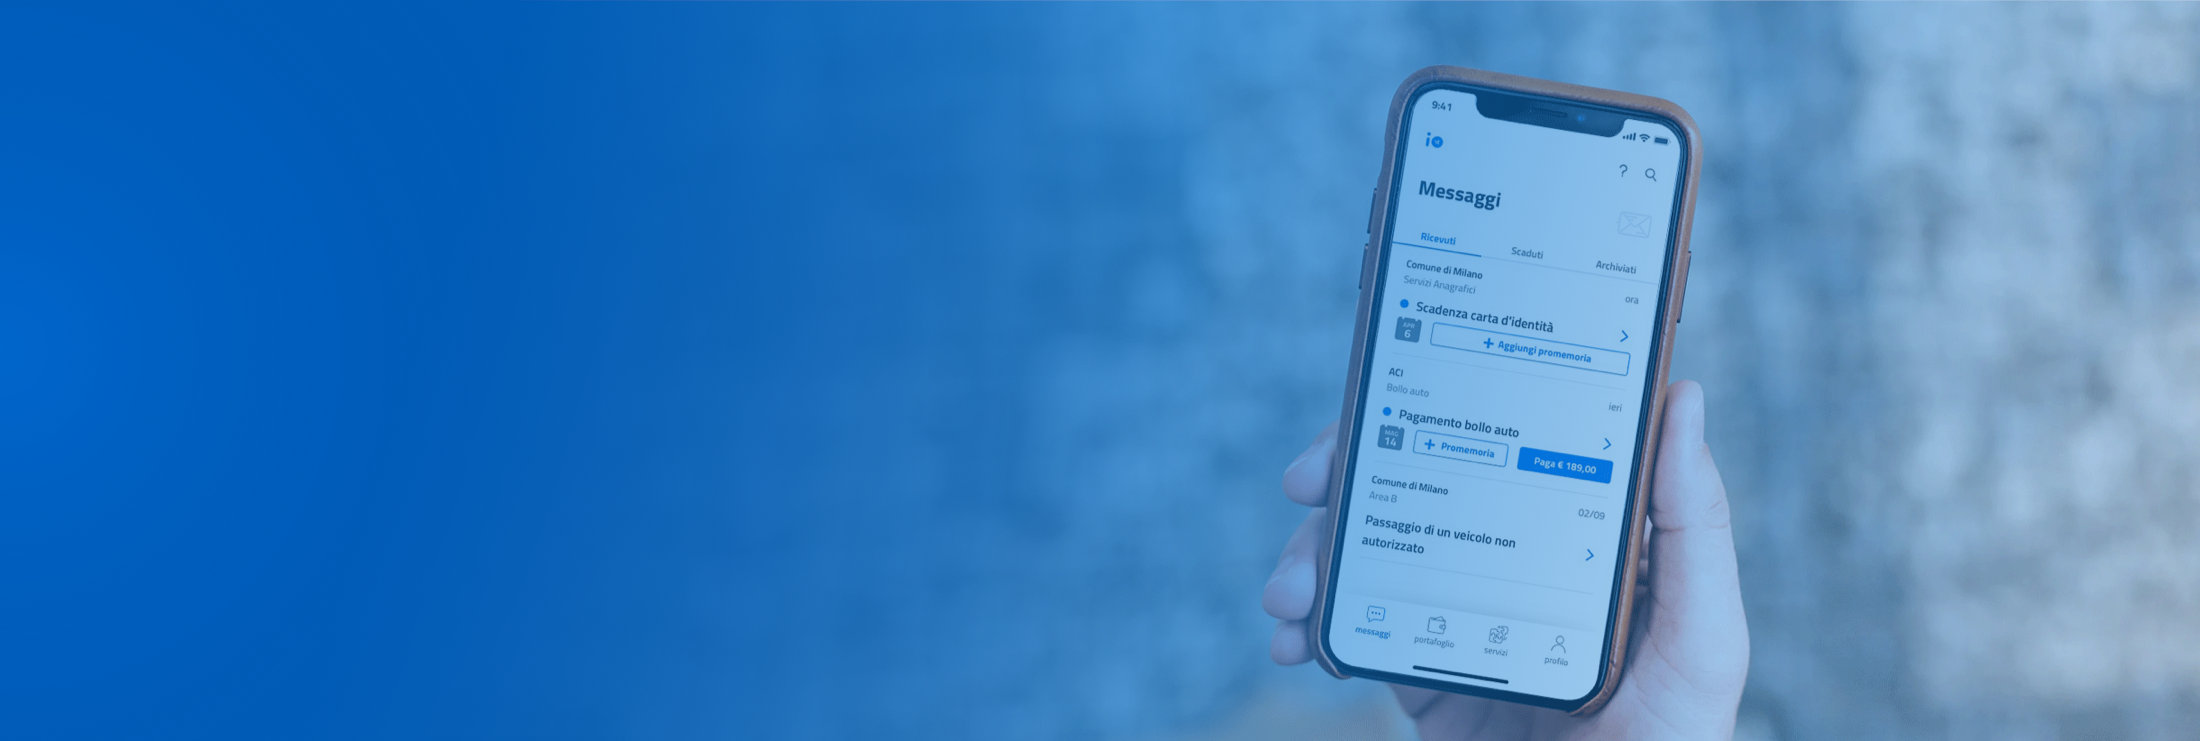 9:41
io
Messaggi
Ricevuti Scaduti Archiviati
Comune di Milano
Servizi Anagrafici ora
Scadenza carta d'identità
APR
6
+ Aggiungi promemoria
ACI
Bollo auto ieri
Pagamento bollo auto
MAG
14
+ Promemoria Paga € 189,00
Comune di Milano
Area B 02/09
Passaggio di un veicolo non
autorizzato
messaggi portafoglio servizi profilo